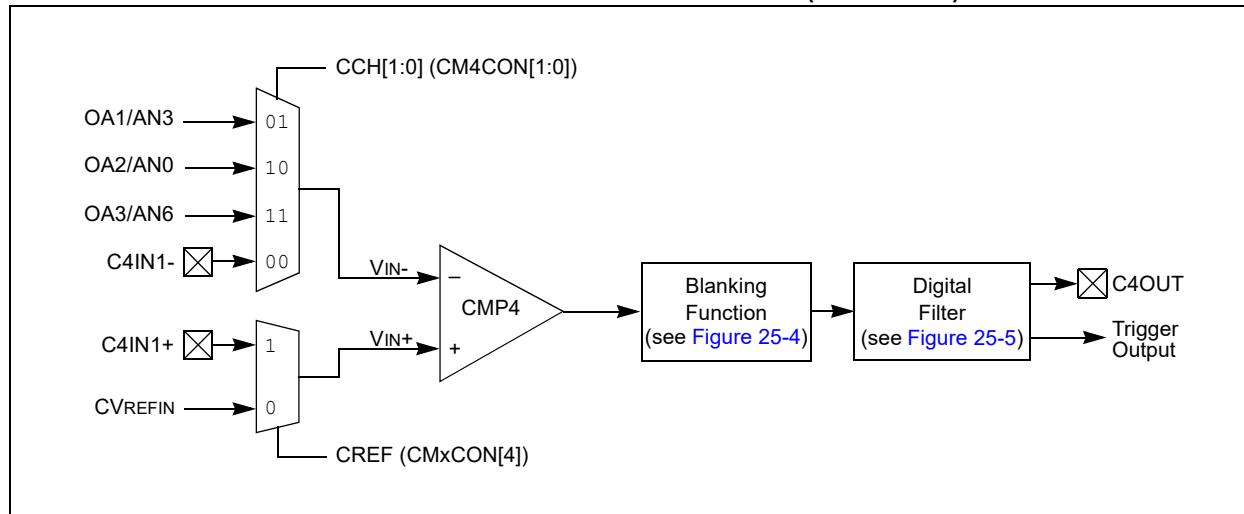 CCH[1:0] (CM4CON[1:0])
OA1/AN3
01
OA2/AN0
10
OA3/AN6
11
C4IN1-
00
VIN-
–
CMP4
Blanking
Function
(see Figure 25-4)
Digital
Filter
(see Figure 25-5)
C4OUT
Trigger
Output
C4IN1+
1
VIN+
+
CVREFIN
0
CREF (CMxCON[4])